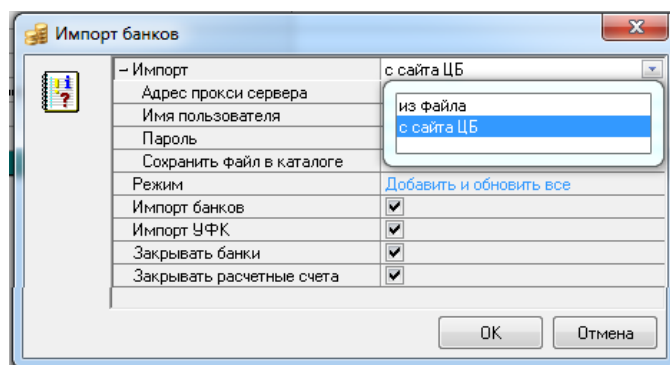 Импорт банков
– Импорт с сайта ЦБ
Адрес прокси сервера
из файла
Имя пользователя
с сайта ЦБ
Пароль
Сохранить файл в каталоге
Режим Добавить и обновить все
Импорт банков
Импорт УФК
Закрывать банки
Закрывать расчетные счета
OK Отмена